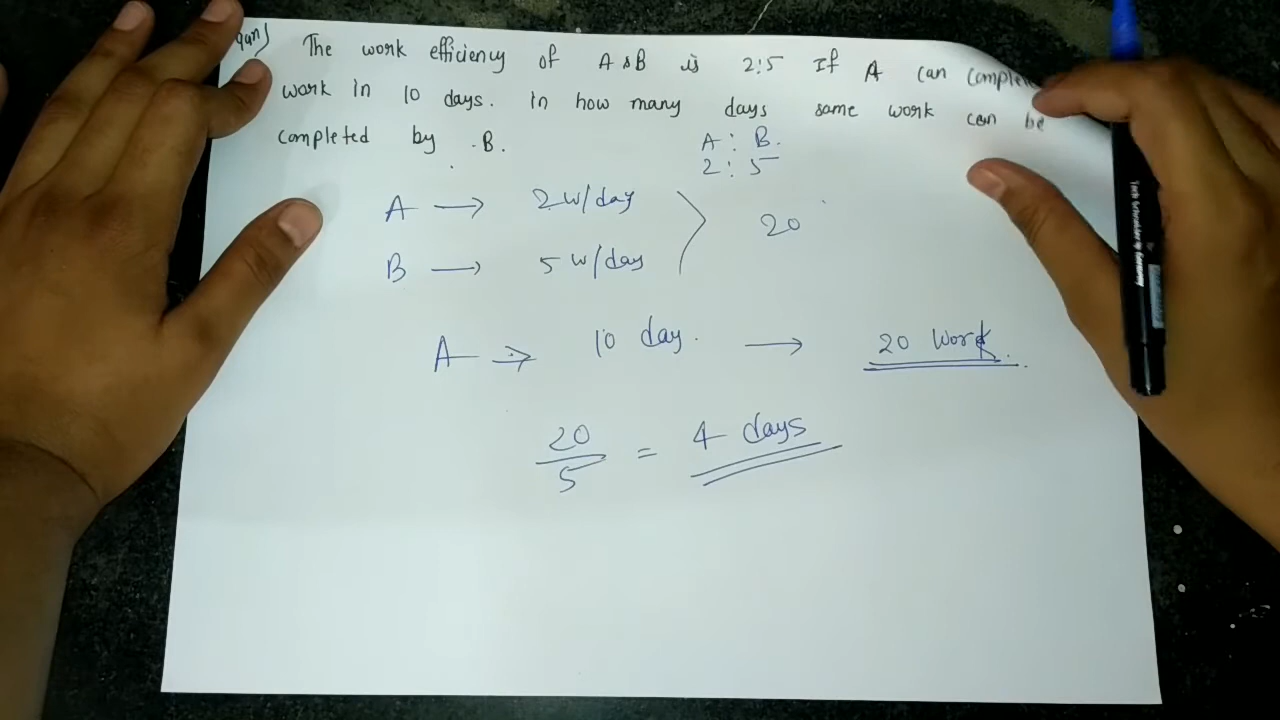 Qun) The work efficiency of A & B is 2:5 If A can
work in 10 days. In how many days same work can be
completed by B.
A : B.
2 : 5
A → 2 w/day
B → 5 w/day
20
A → 10 day. → 20 work.
20/5 = 4 days